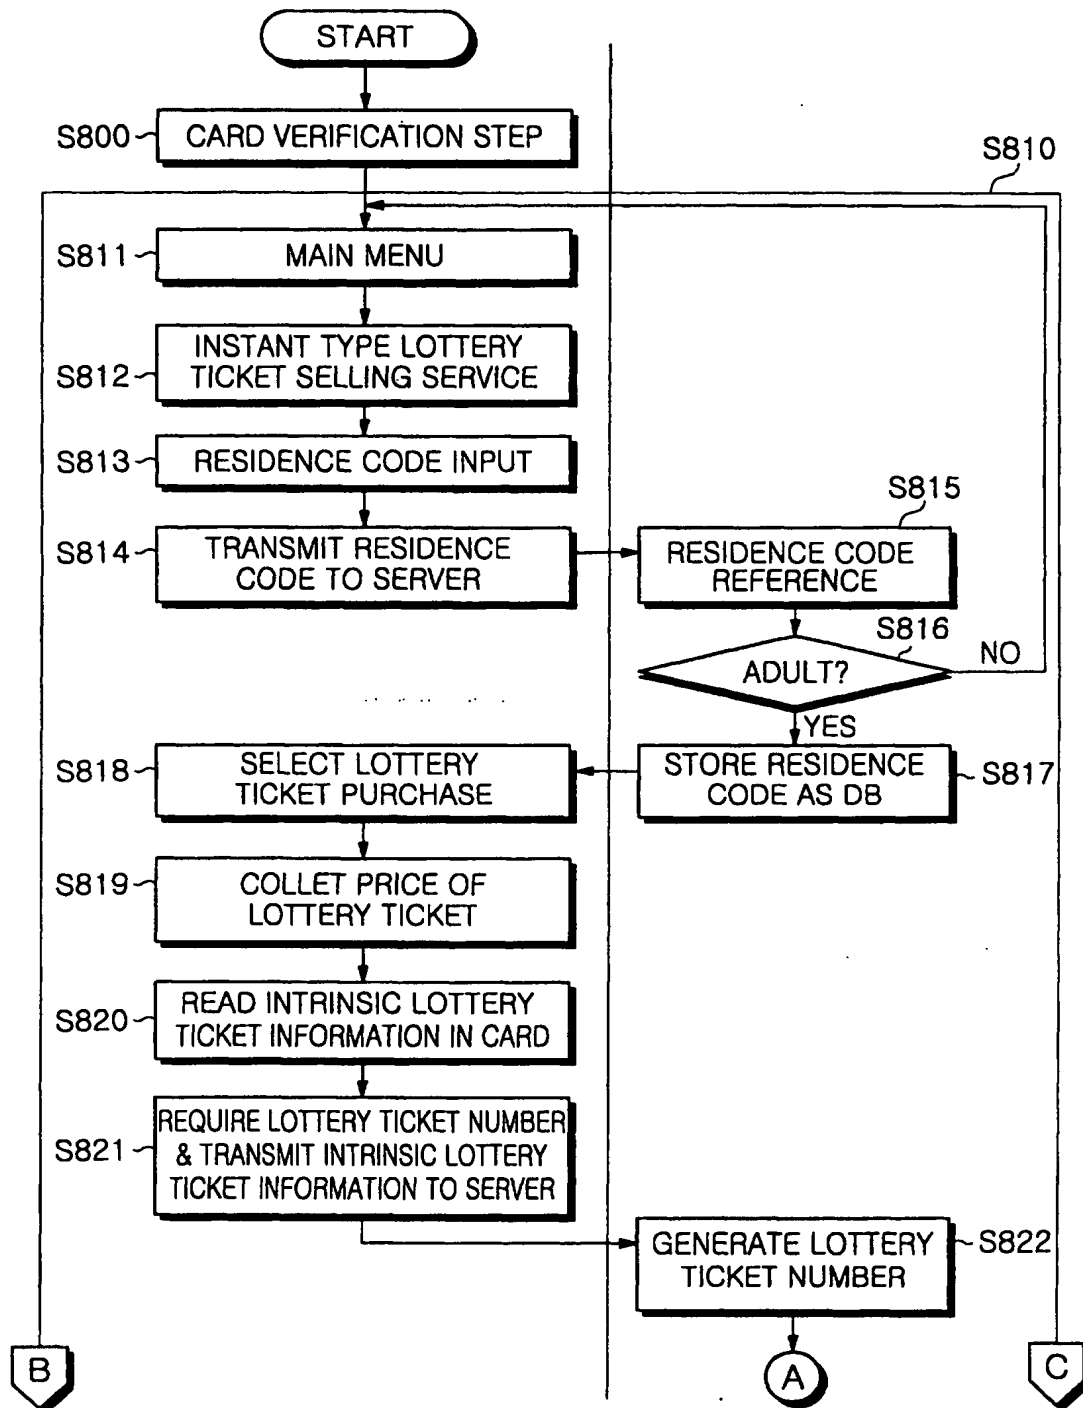 START
S800
CARD VERIFICATION STEP
S810
S811
MAIN MENU
S812
INSTANT TYPE LOTTERY
TICKET SELLING SERVICE
S813
RESIDENCE CODE INPUT
S814
TRANSMIT RESIDENCE
CODE TO SERVER
S815
RESIDENCE CODE
REFERENCE
S816
ADULT?
NO
YES
S818
SELECT LOTTERY
TICKET PURCHASE
STORE RESIDENCE
CODE AS DB
S817
S819
COLLET PRICE OF
LOTTERY TICKET
S820
READ INTRINSIC LOTTERY
TICKET INFORMATION IN CARD
S821
REQUIRE LOTTERY TICKET NUMBER
& TRANSMIT INTRINSIC LOTTERY
TICKET INFORMATION TO SERVER
GENERATE LOTTERY
TICKET NUMBER
S822
B
A
C